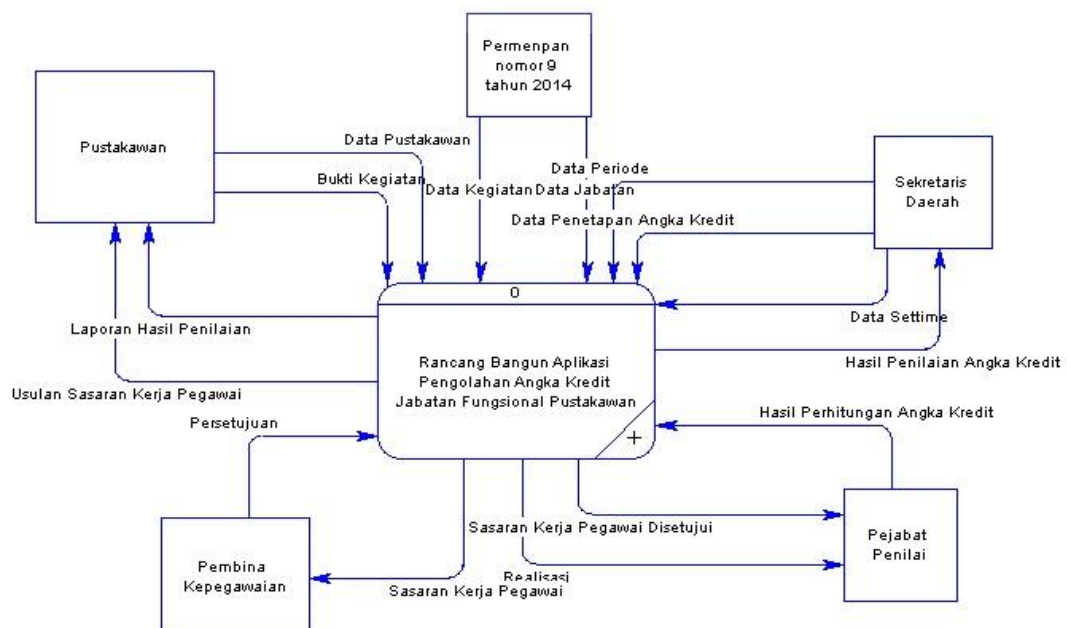 Permenpan
nomor 9
tahun 2014
Pustakawan
Data Pustakawan
Bukti Kegiatan
Data Kegiatan
Data Jabatan
Data Periode
Data Penetapan Angka Kredit
Sekretaris
Daerah
0
Data Settime
Laporan Hasil Penilaian
Rancang Bangun Aplikasi
Pengolahan Angka Kredit
Jabatan Fungsional Pustakawan
Hasil Penilaian Angka Kredit
Usulan Sasaran Kerja Pegawai
Persetujuan
Hasil Perhitungan Angka Kredit
+
Sasaran Kerja Pegawai Disetujui
Pejabat
Penilai
Pembina
Kepegawaian
Realisasi
Sasaran Kerja Pegawai